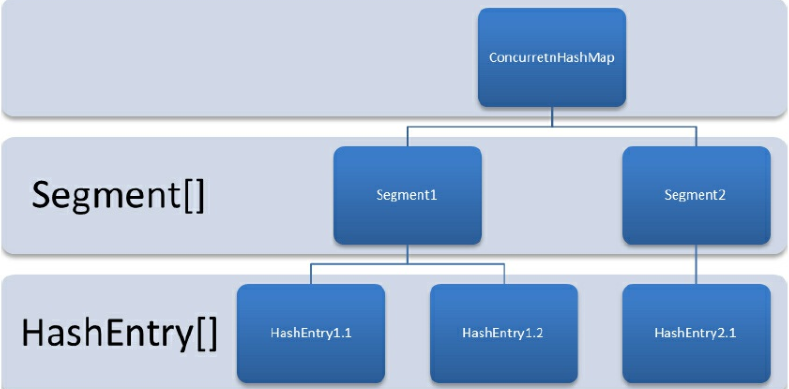 ConcurretnHashMap
Segment[]
Segment1
Segment2
HashEntry[]
HashEntry1.1
HashEntry1.2
HashEntry2.1